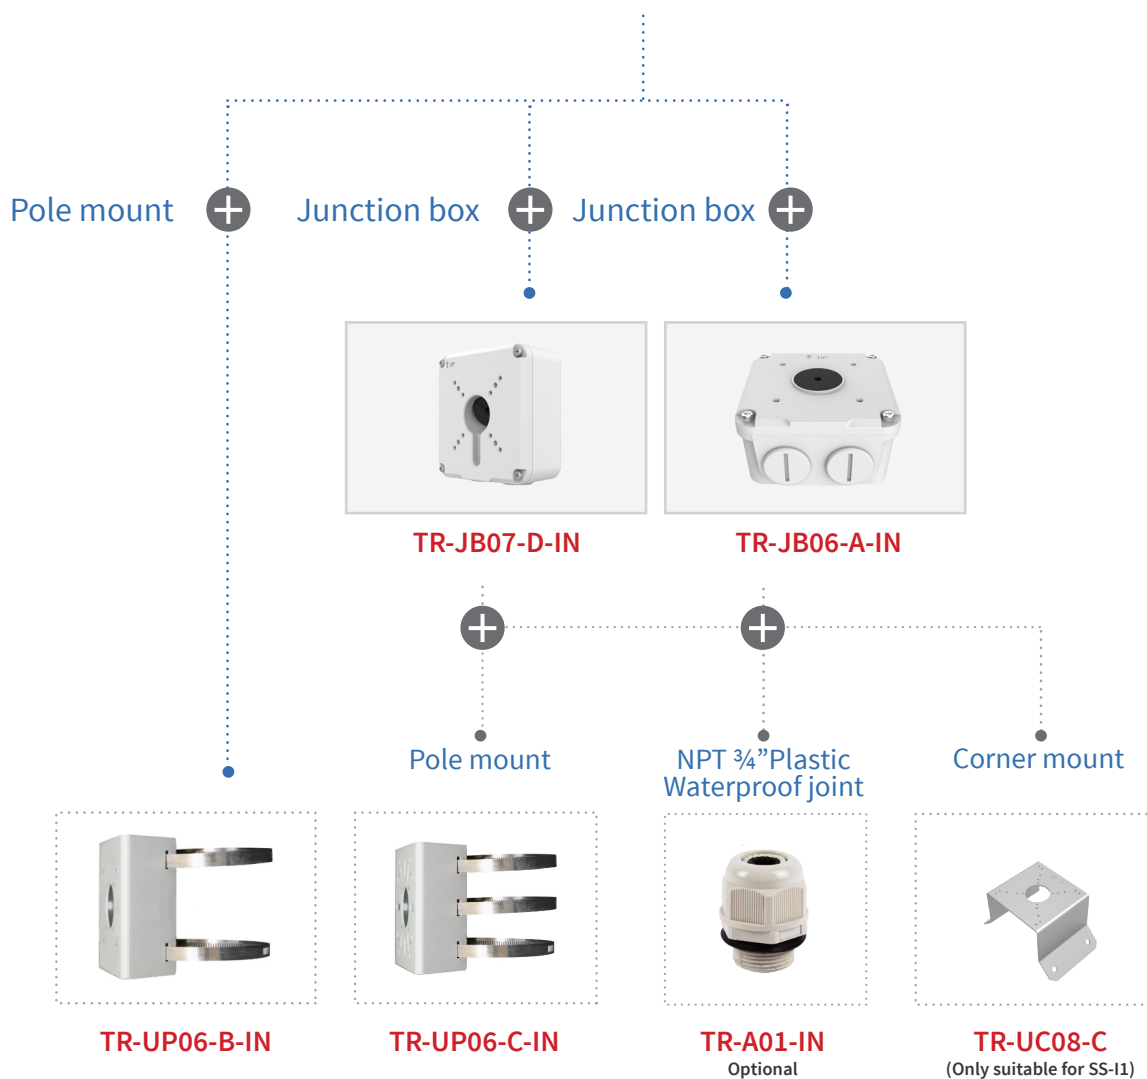 Pole mount
Junction box
Junction box
TR-JB07-D-IN
TR-JB06-A-IN
Pole mount
NPT ¾”Plastic
Waterproof joint
Corner mount
TR-UP06-B-IN
TR-UP06-C-IN
TR-A01-IN
Optional
TR-UC08-C
(Only suitable for SS-I1)